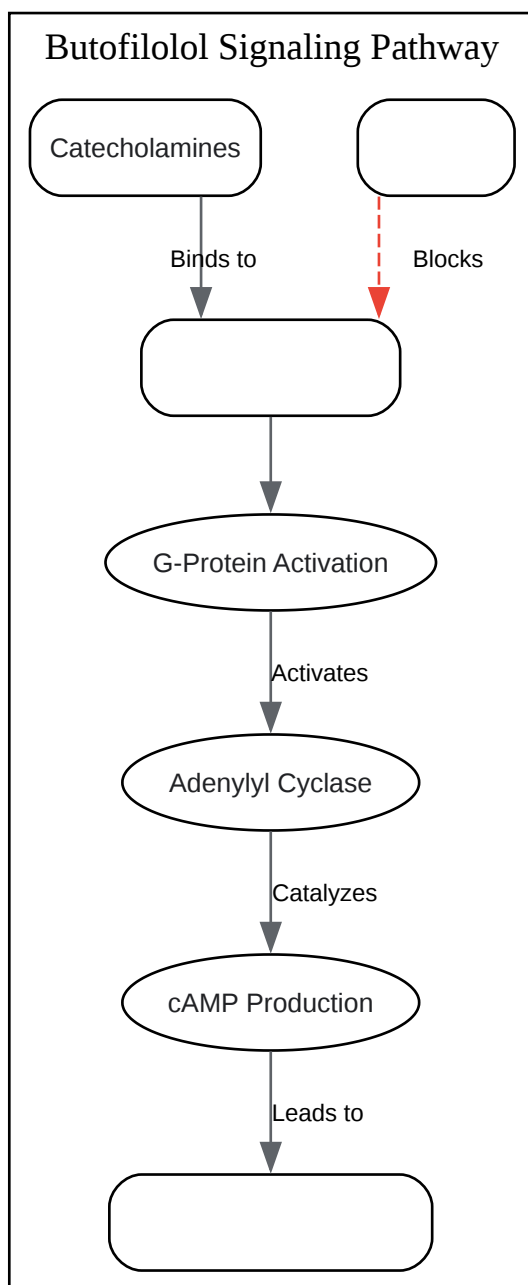 Butofilolol Signaling Pathway
Catecholamines
Binds to
Blocks
G-Protein Activation
Activates
Adenylyl Cyclase
Catalyzes
cAMP Production
Leads to